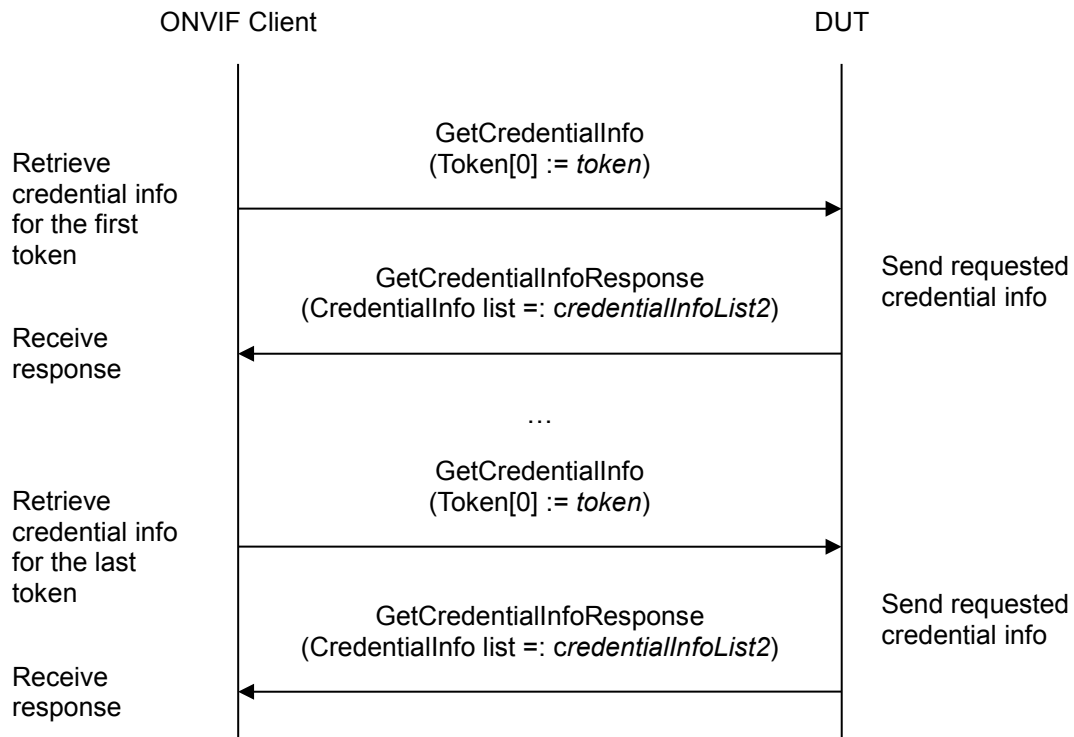 ONVIF Client
DUT
GetCredentialInfo
(Token[0] := token)
Retrieve
credential info
for the first
token
GetCredentialInfoResponse
(CredentialInfo list =: credentialInfoList2)
Send requested
credential info
Receive
response
…
GetCredentialInfo
(Token[0] := token)
Retrieve
credential info
for the last
token
GetCredentialInfoResponse
(CredentialInfo list =: credentialInfoList2)
Send requested
credential info
Receive
response